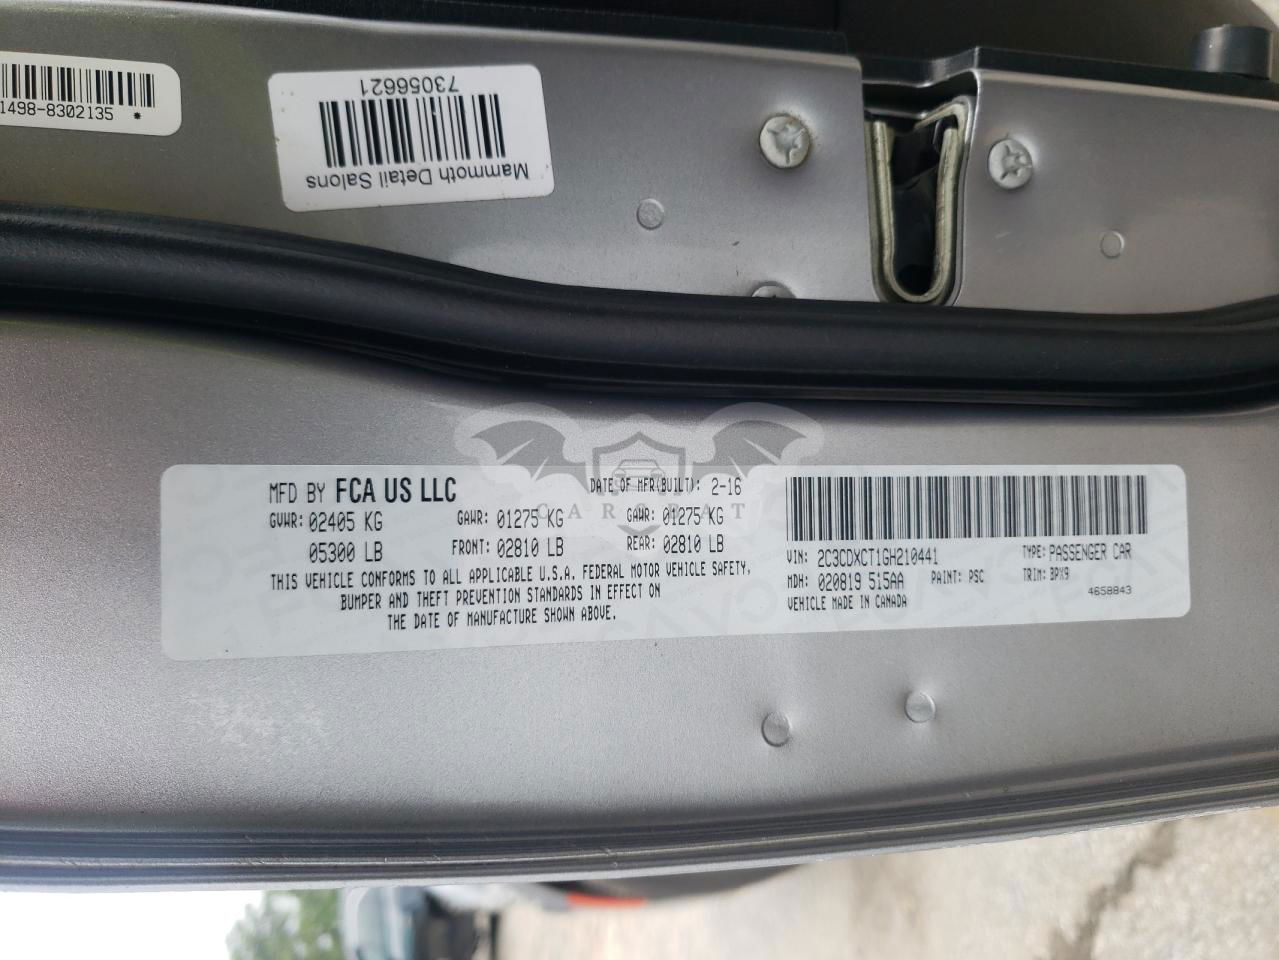 1498-8302135 *
73056621
Mammoth Detail Salons
MFD BY FCA US LLC
DATE OF MFR(BUILT): 2-16
GVWR: 02405 KG GAWR: 01275 KG GAWR: 01275 KG
05300 LB FRONT: 02810 LB REAR: 02810 LB
THIS VEHICLE CONFORMS TO ALL APPLICABLE U.S.A. FEDERAL MOTOR VEHICLE SAFETY,
BUMPER AND THEFT PREVENTION STANDARDS IN EFFECT ON
THE DATE OF MANUFACTURE SHOWN ABOVE.
VIN: 2C3CDXCT1GH210441 TYPE: PASSENGER CAR
MDH: 020819 515AA PAINT: PSC TRIM: BPX9
VEHICLE MADE IN CANADA 4658843